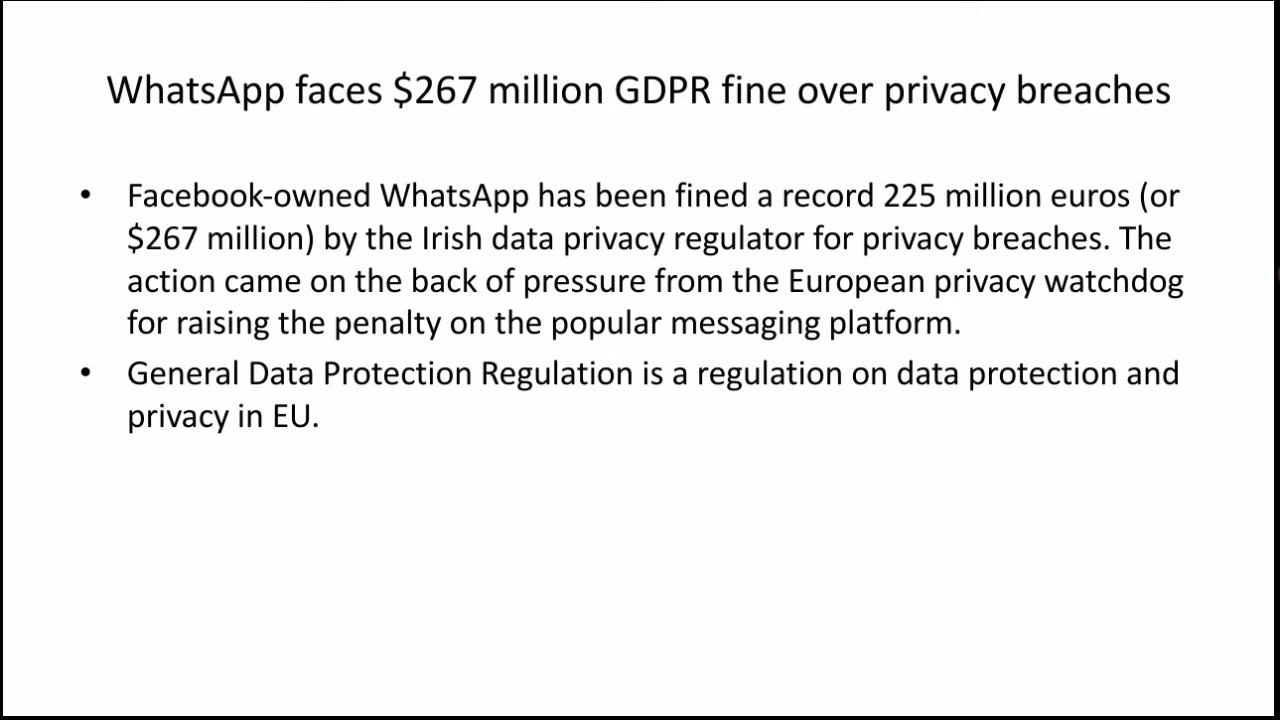 WhatsApp faces $267 million GDPR fine over privacy breaches
• Facebook-owned WhatsApp has been fined a record 225 million euros (or
$267 million) by the Irish data privacy regulator for privacy breaches. The
action came on the back of pressure from the European privacy watchdog
for raising the penalty on the popular messaging platform.
• General Data Protection Regulation is a regulation on data protection and
privacy in EU.